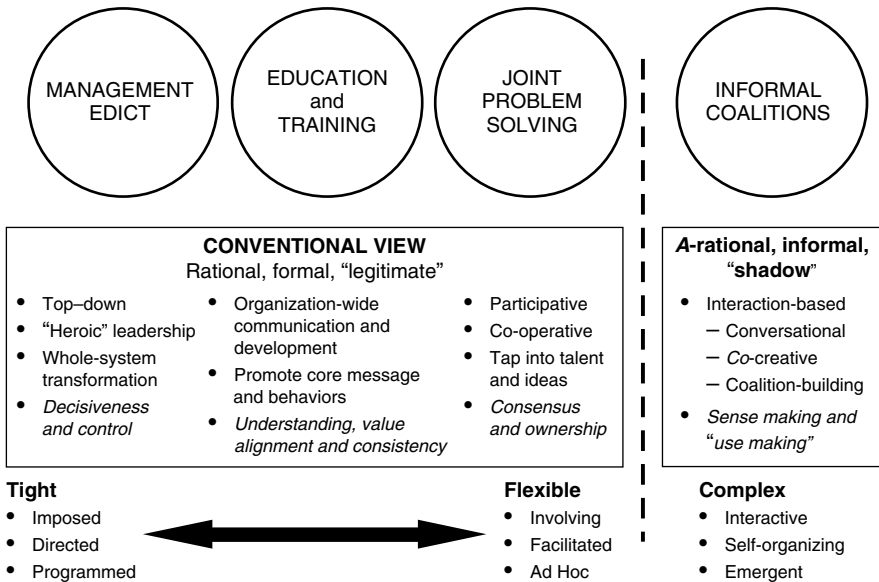 MANAGEMENT
EDICT
EDUCATION
and
TRAINING
JOINT
PROBLEM
SOLVING
INFORMAL
COALITIONS
CONVENTIONAL VIEW
Rational, formal, “legitimate”
• Top–down
• “Heroic” leadership
• Whole-system
transformation
• Decisiveness
and control
• Organization-wide
communication and
development
• Promote core message
and behaviors
• Understanding, value
alignment and consistency
• Participative
• Co-operative
• Tap into talent
and ideas
• Consensus
and ownership
A-rational, informal,
“shadow”
• Interaction-based
– Conversational
– Co-creative
– Coalition-building
• Sense making and
“use making”
Tight
• Imposed
• Directed
• Programmed
Flexible
• Involving
• Facilitated
• Ad Hoc
Complex
• Interactive
• Self-organizing
• Emergent